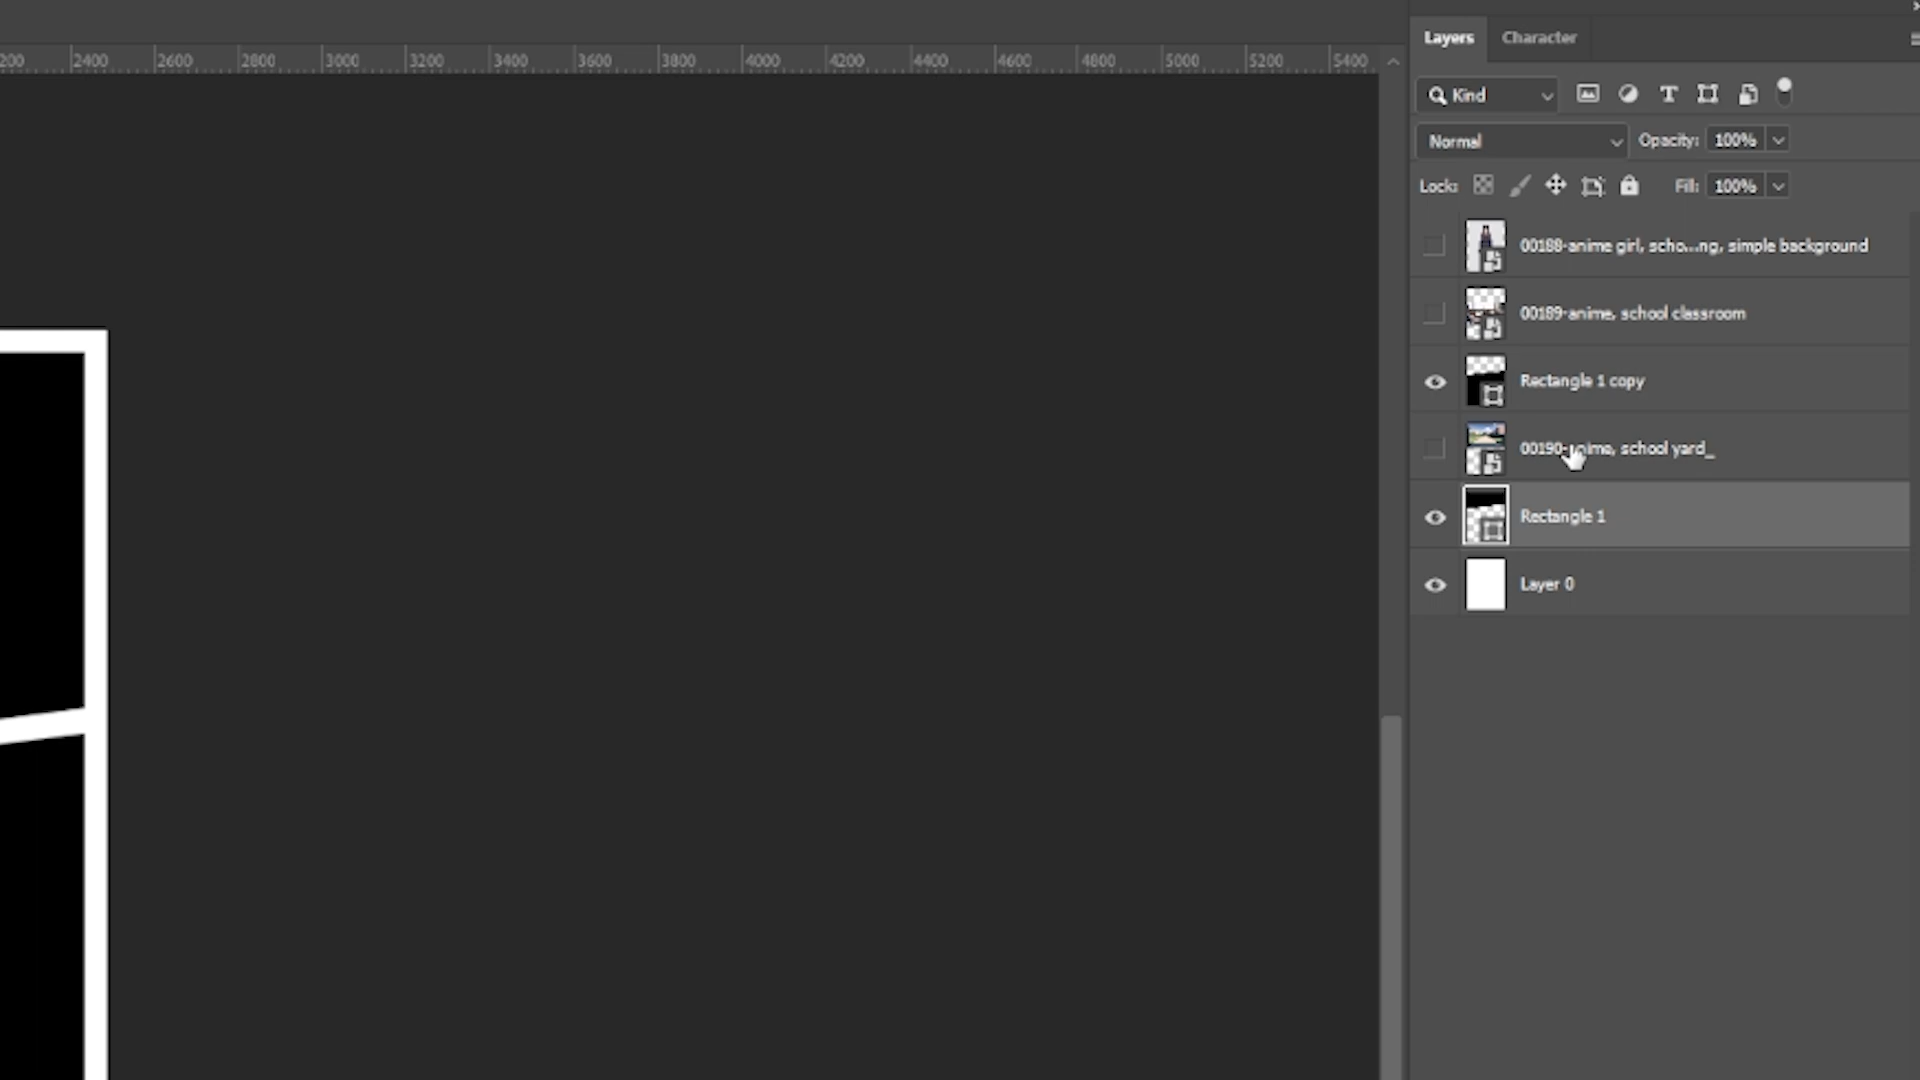 Layers Character
200 2400 2600 2800 3000 3200 3400 3600 3800 4000 4200 4400 4600 4800 5000 5200 5400
Kind
Normal Opacity: 100%
Lock: Fill: 100%
00188-anime girl, scho...ng, simple background
00189-anime, school classroom
Rectangle 1 copy
00190-anime, school yard_
Rectangle 1
Layer 0